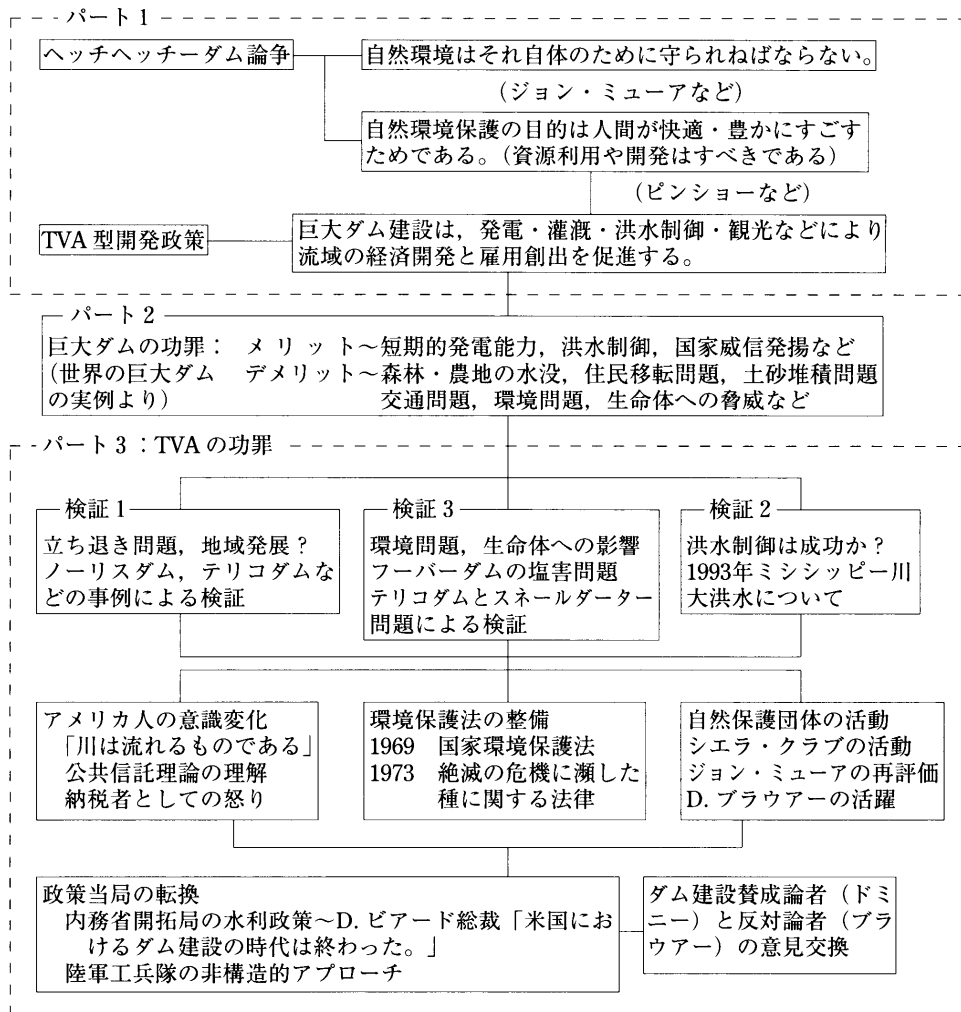 パート1
ヘッチヘッチーダム論争
自然環境はそれ自体のために守られねばならない。
(ジョン・ミューアなど)
自然環境保護の目的は人間が快適・豊かにすごす
ためである。(資源利用や開発はすべきである)
(ピンショーなど)
TVA型開発政策
巨大ダム建設は,発電・灌漑・洪水制御・観光などにより
流域の経済開発と雇用創出を促進する。
パート2
巨大ダムの功罪: メリット～短期的発電能力,洪水制御,国家威信発揚など
(世界の巨大ダム デメリット～森林・農地の水没,住民移転問題,土砂堆積問題
の実例より) 交通問題,環境問題,生命体への脅威など
パート3:TVAの功罪
検証1
立ち退き問題,地域発展?
ノーリスダム,テリコダムな
どの事例による検証
検証3
環境問題,生命体への影響
フーバーダムの塩害問題
テリコダムとスネールダーター
問題による検証
検証2
洪水制御は成功か?
1993年ミシシッピー川
大洪水について
アメリカ人の意識変化
「川は流れるものである」
公共信託理論の理解
納税者としての怒り
環境保護法の整備
1969 国家環境保護法
1973 絶滅の危機に瀕した
種に関する法律
自然保護団体の活動
シエラ・クラブの活動
ジョン・ミューアの再評価
D. ブラウアーの活躍
政策当局の転換
内務省開拓局の水利政策～D. ビアード総裁「米国にお
けるダム建設の時代は終わった。」
陸軍工兵隊の非構造的アプローチ
ダム建設賛成論者(ドミ
ニー)と反対論者(ブラ
ウアー)の意見交換